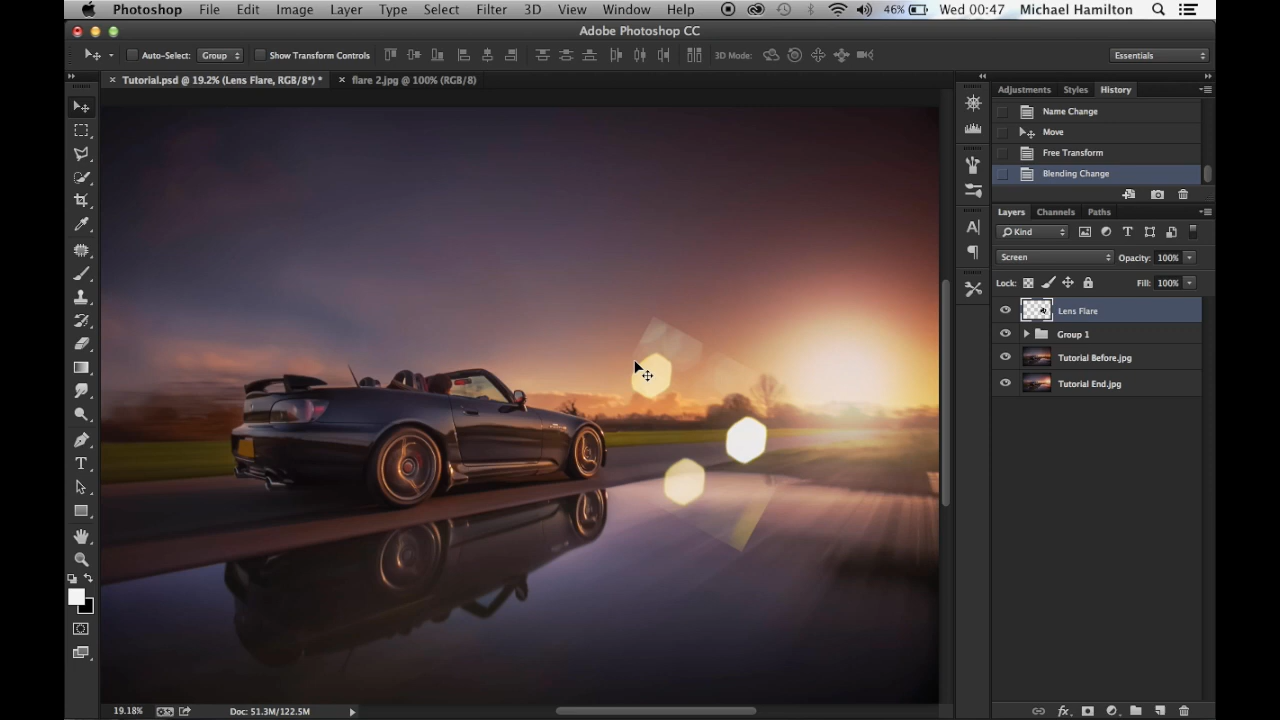 Photoshop File Edit Image Layer Type Select Filter 3D View Window Help 46% Wed 00:47 Michael Hamilton
Adobe Photoshop CC
Auto-Select: Group Show Transform Controls 3D Mode: Essentials
× Tutorial.psd @ 19.2% (Lens Flare, RGB/8*) * × flare 2.jpg @ 100% (RGB/8)
Adjustments Styles History
Name Change
Move
Free Transform
Blending Change
Layers Channels Paths
Kind
Screen Opacity: 100%
Lock: Fill: 100%
Lens Flare
Group 1
Tutorial Before.jpg
Tutorial End.jpg
19.18% Doc: 51.3M/122.5M